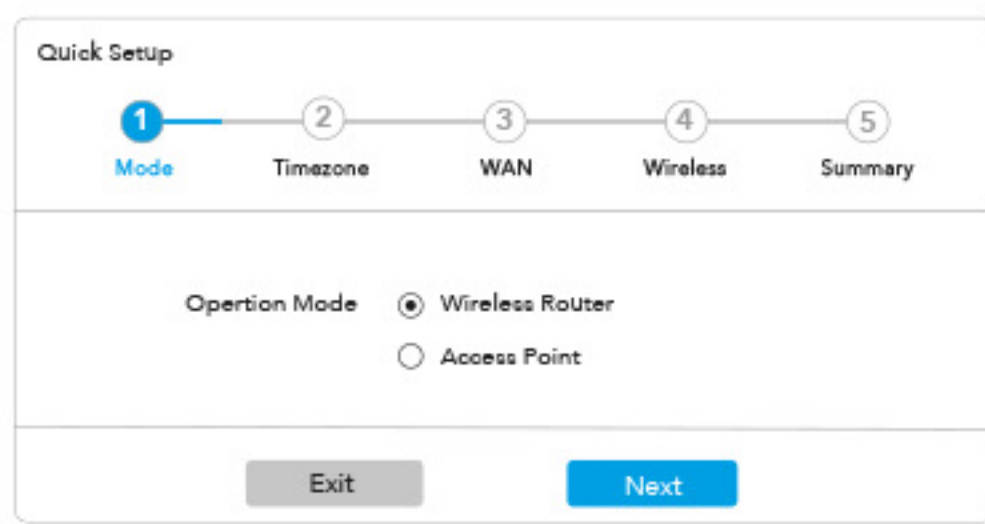 Quick Setup
1 2 3 4 5
Mode Timezone WAN Wireless Summary
Opertion Mode Wireless Router
Access Point
Exit Next